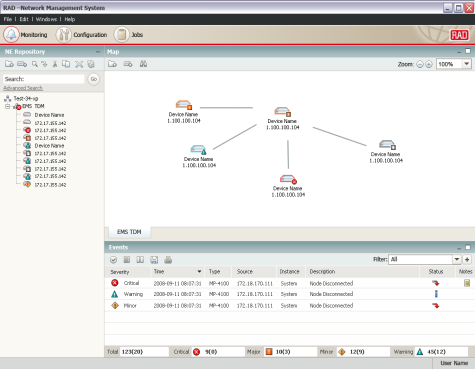 RAD -Network Management System
File | Edit | Windows | Help
Monitoring Configuration Jobs RAD
NE Repository
Map
Zoom: 100%
Search: Go
Advanced Search
Test-34-xp
EMS TDM
Device Name
172.17.155.142
172.17.155.142
172.17.155.142
Device Name
172.17.155.142
172.17.155.142
172.17.155.142
172.17.155.142
Device Name
1.100.100.104
Device Name
1.100.100.104
Device Name
1.100.100.104
Device Name
1.100.100.104
Device Name
1.100.100.104
EMS TDM
Events
Filter: All
Severity Time Type Source Instance Description Status Notes
Critical 2008-09-11 08:07:31 MP-4100 172.18.170.111 System Node Disconnected
Warning 2008-09-11 08:07:31 MP-4100 172.18.170.111 System Node Disconnected
Minor 2008-09-11 08:07:31 MP-4100 172.18.170.111 System Node Disconnected
Total 123(20) Critical 9(0) Major 10(3) Minor 12(9) Warning 45(12)
User Name